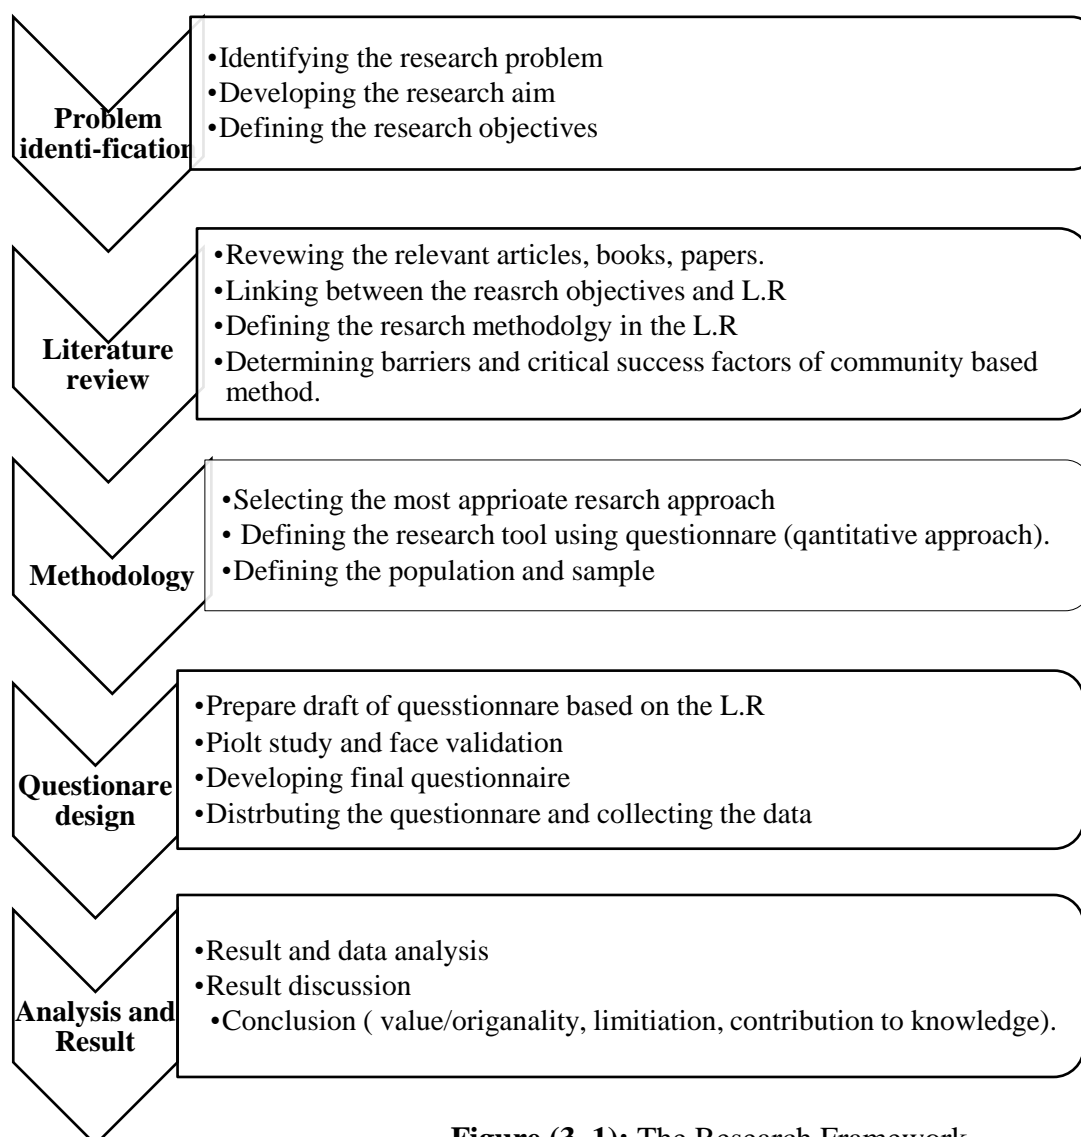 Problem
identi-fication
•Identifying the research problem
•Developing the research aim
•Defining the research objectives
Literature
review
•Revewing the relevant articles, books, papers.
•Linking between the reasrch objectives and L.R
•Defining the resarch methodolgy in the L.R
•Determining barriers and critical success factors of community based
method.
Methodology
•Selecting the most apprioate resarch approach
• Defining the research tool using questionnare (qantitative approach).
•Defining the population and sample
Questionare
design
•Prepare draft of quesstionnare based on the L.R
•Piolt study and face validation
•Developing final questionnaire
•Distrbuting the questionnare and collecting the data
Analysis and
Result
•Result and data analysis
•Result discussion
•Conclusion ( value/origanality, limitiation, contribution to knowledge).
Figure (3. 1): The Research Framework